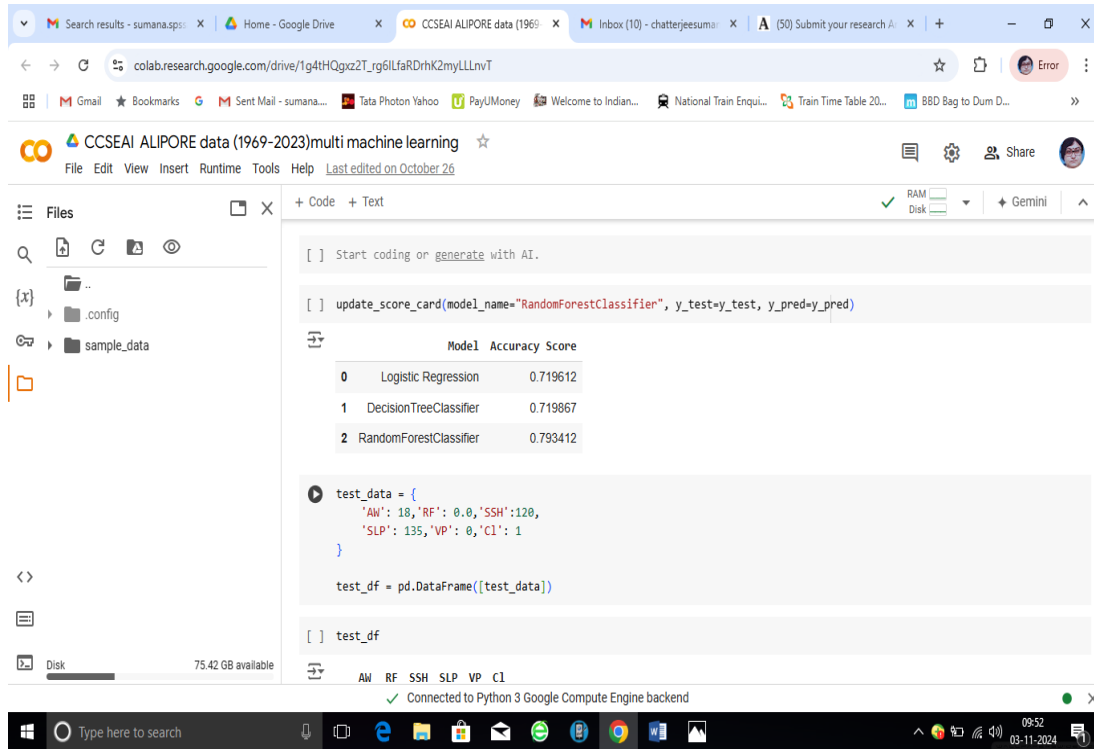 Search results - sumana.spss
Home - Google Drive
CCSEAI ALIPORE data (1969-
Inbox (10) - chatterjeesumar
(50) Submit your research A
colab.research.google.com/drive/1g4tHQgxz2T_rg6ILfaRDrhK2myLLLnvT
Error
Gmail
Bookmarks
Sent Mail - sumana....
Tata Photon Yahoo
PayUMoney
Welcome to Indian...
National Train Enqui...
Train Time Table 20...
BBD Bag to Dum D...
CCSEAI ALIPORE data (1969-2023)multi machine learning
File Edit View Insert Runtime Tools Help Last edited on October 26
Share
Files
+ Code + Text
RAM
Disk
Gemini
..
.config
sample_data
[ ] Start coding or generate with AI.
[ ] update_score_card(model_name="RandomForestClassifier", y_test=y_test, y_pred=y_pred)
Model Accuracy Score
0 Logistic Regression 0.719612
1 DecisionTreeClassifier 0.719867
2 RandomForestClassifier 0.793412
test_data = {
'AW': 18,'RF': 0.0,'SSH':120,
'SLP': 135,'VP': 0,'Cl': 1
}
test_df = pd.DataFrame([test_data])
[ ] test_df
AW RF SSH SLP VP Cl
Disk 75.42 GB available
Connected to Python 3 Google Compute Engine backend
Type here to search
09:52
03-11-2024